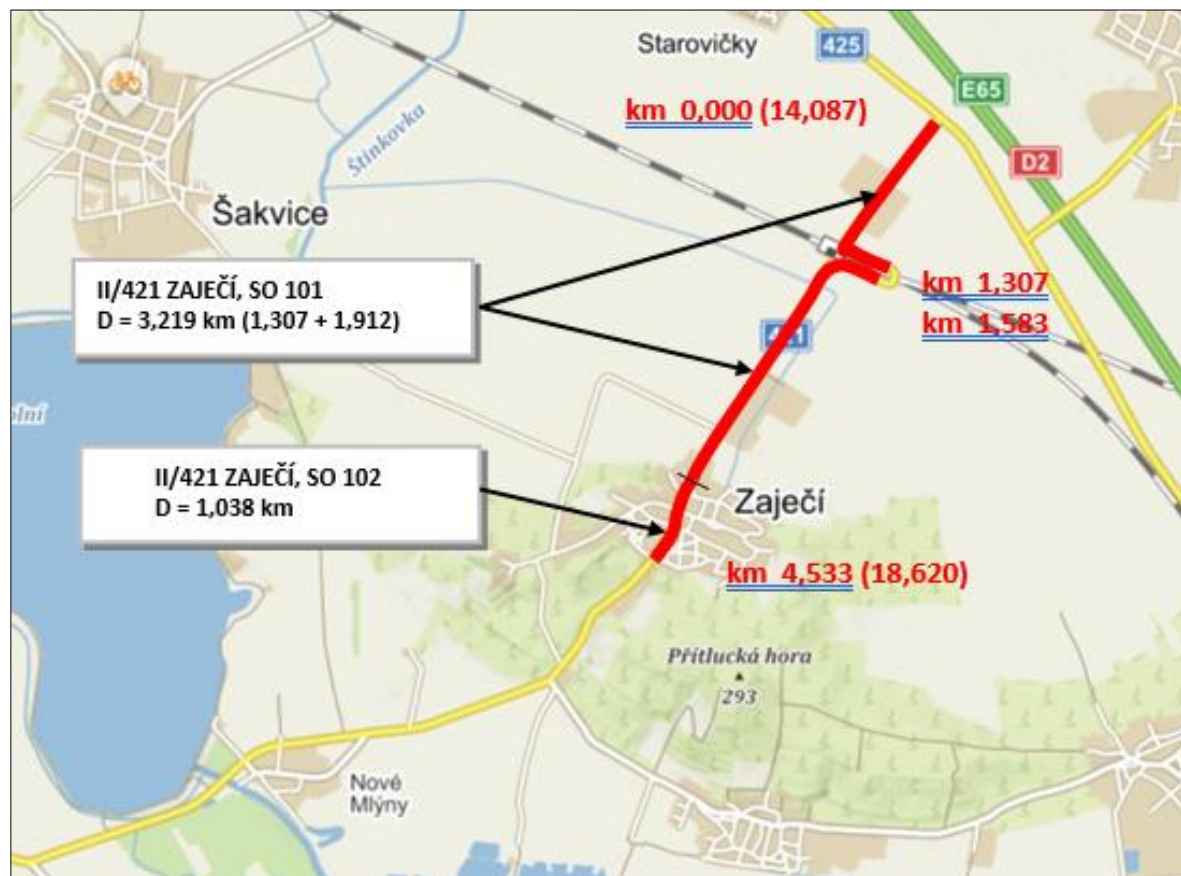 Starovičky
425
E65
km 0,000 (14,087)
Štinkovka
D2
Šakvice
II/421 ZAJEČÍ, SO 101
D = 3,219 km (1,307 + 1,912)
km 1,307
km 1,583
421
olní
II/421 ZAJEČÍ, SO 102
D = 1,038 km
Zaječí
km 4,533 (18,620)
Přítlucká hora
293
Nové
Mlýny